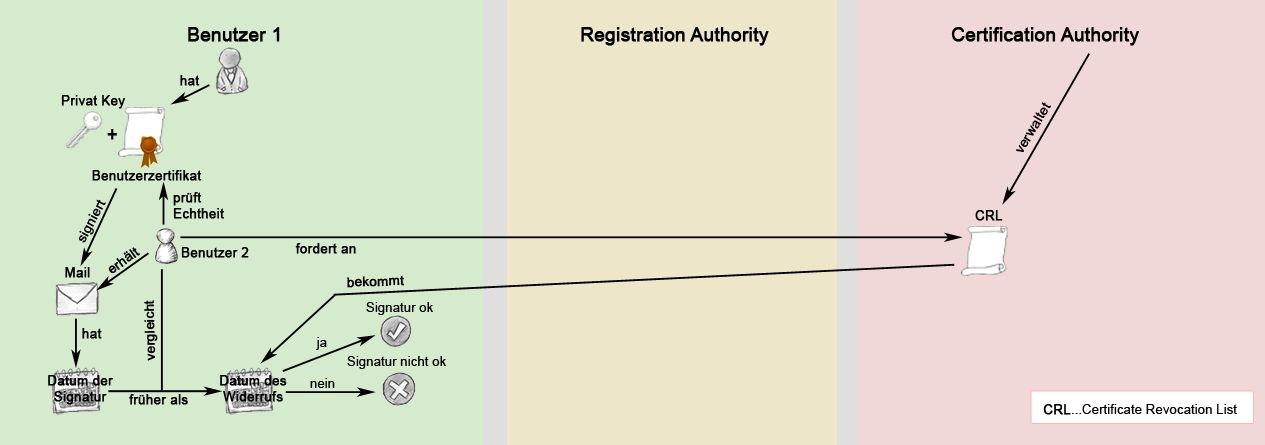 Benutzer 1
Registration Authority
Certification Authority
hat
Privat Key
+
verwaltet
Benutzerzertifikat
prüft
Echtheit
signiert
CRL
Benutzer 2
fordert an
erhält
Mail
bekommt
vergleicht
Signatur ok
hat
ja
Signatur nicht ok
Datum der
Signatur
früher als
Datum des
Widerrufs
nein
CRL...Certificate Revocation List